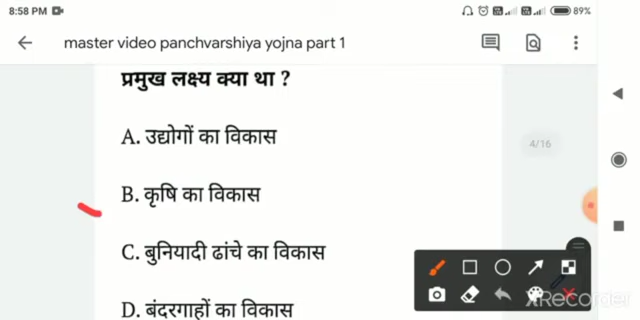 8:58 PM
89%
master video panchvarshiya yojna part 1
प्रमुख लक्ष्य क्या था ?
4/16
A. उद्योगों का विकास
B. कृषि का विकास
C. बुनियादी ढांचे का विकास
D. बंदरगाहों का विकास
XRecorder